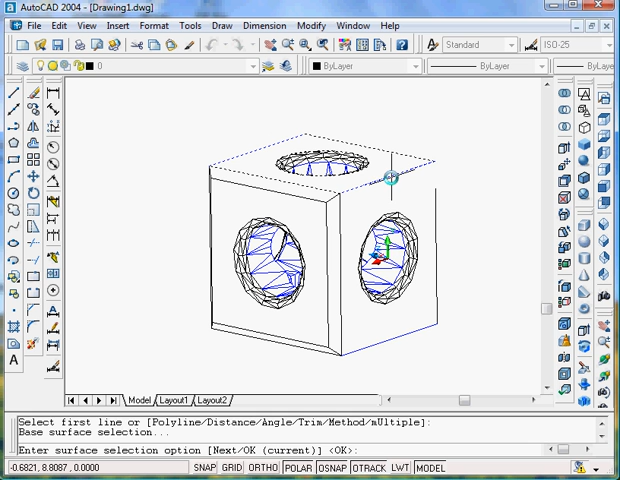 AutoCAD 2004 - [Drawing1.dwg]
File Edit View Insert Format Tools Draw Dimension Modify Window Help
Standard ISO-25
0 ByLayer ByLayer
A
Model Layout1 Layout2
Select first line or [Polyline/Distance/Angle/Trim/Method/mUltiple]:
Base surface selection...
Enter surface selection option [Next/OK (current)] <OK>:
-0.6821, 8.8087, 0.0000 SNAP GRID ORTHO POLAR OSNAP OTRACK LWT MODEL